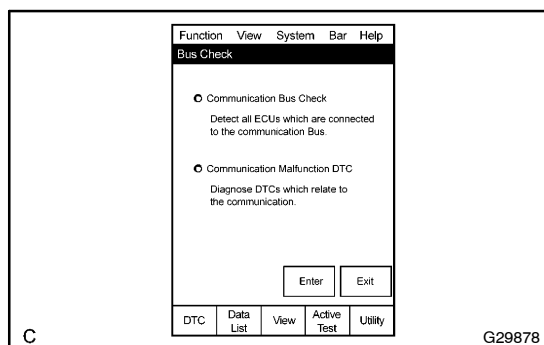 Function View System Bar Help
Bus Check
Communication Bus Check
Detect all ECUs which are connected
to the communication Bus.
Communication Malfunction DTC
Diagnose DTCs which relate to
the communication.
Enter Exit
DTC Data List View Active Test Utility
C G29878